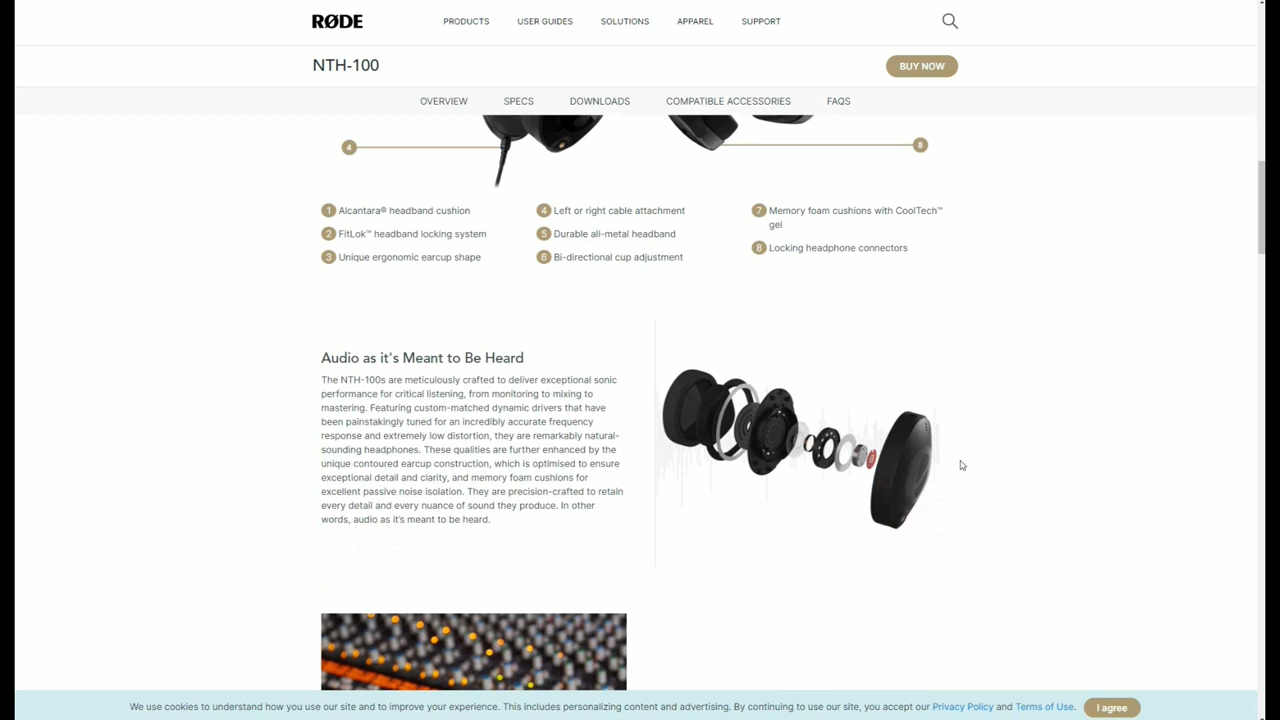 RØDE
PRODUCTS
USER GUIDES
SOLUTIONS
APPAREL
SUPPORT
NTH-100
BUY NOW
OVERVIEW
SPECS
DOWNLOADS
COMPATIBLE ACCESSORIES
FAQS
4
8
1 Alcantara® headband cushion
2 FitLok™ headband locking system
3 Unique ergonomic earcup shape
4 Left or right cable attachment
5 Durable all-metal headband
6 Bi-directional cup adjustment
7 Memory foam cushions with CoolTech™
gel
8 Locking headphone connectors
Audio as it's Meant to Be Heard
The NTH-100s are meticulously crafted to deliver exceptional sonic
performance for critical listening, from monitoring to mixing to
mastering. Featuring custom-matched dynamic drivers that have
been painstakingly tuned for an incredibly accurate frequency
response and extremely low distortion, they are remarkably natural-
sounding headphones. These qualities are further enhanced by the
unique contoured earcup construction, which is optimised to ensure
exceptional detail and clarity, and memory foam cushions for
excellent passive noise isolation. They are precision-crafted to retain
every detail and every nuance of sound they produce. In other
words, audio as it's meant to be heard.
We use cookies to understand how you use our site and to improve your experience. This includes personalizing content and advertising. By continuing to use our site, you accept our Privacy Policy and Terms of Use.
I agree